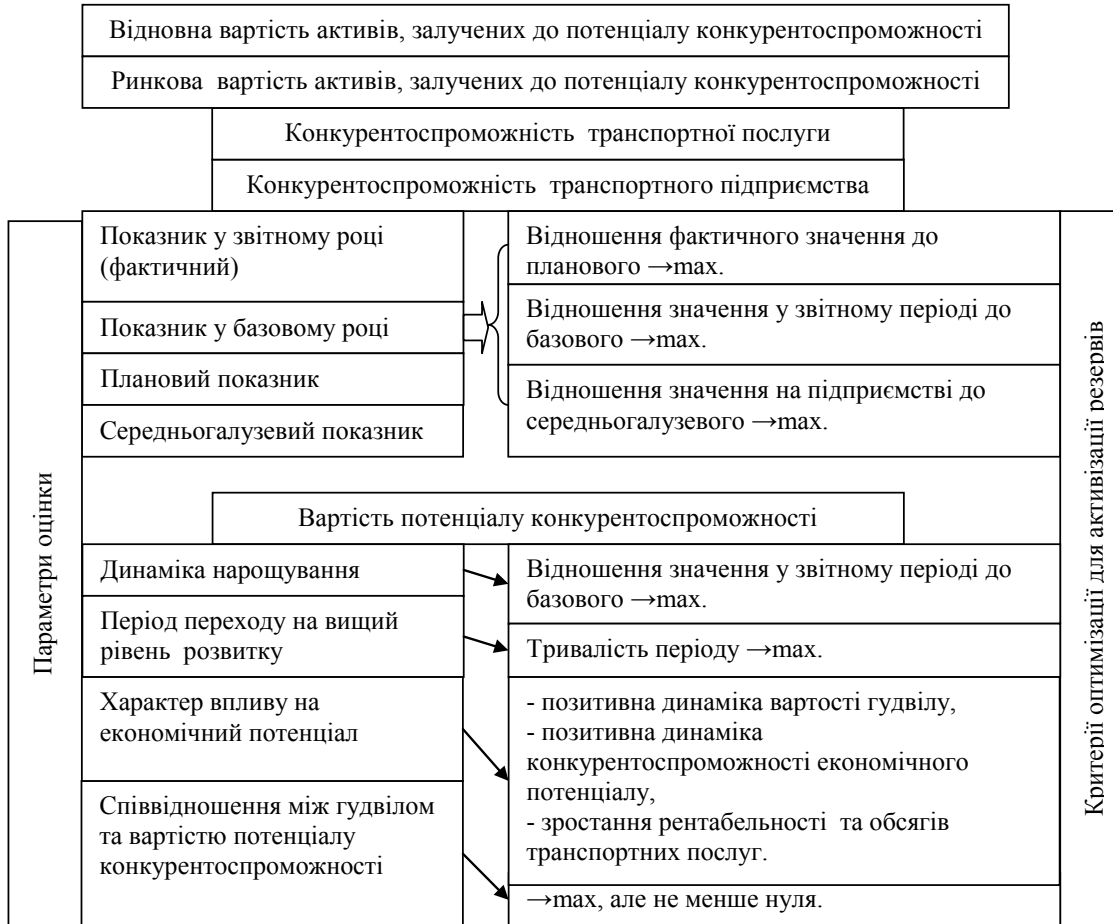 Відновна вартість активів, залучених до потенціалу конкурентоспроможності
Ринкова вартість активів, залучених до потенціалу конкурентоспроможності
Конкурентоспроможність транспортної послуги
Конкурентоспроможність транспортного підприємства
Параметри оцінки
Показник у звітному році
(фактичний)
Показник у базовому році
Плановий показник
Середньогалузевий показник
Відношення фактичного значення до
планового →max.
Відношення значення у звітному періоді до
базового →max.
Відношення значення на підприємстві до
середньогалузевого →max.
Критерії оптимізації для активізації резервів
Вартість потенціалу конкурентоспроможності
Динаміка нарощування
Період переходу на вищий
рівень розвитку
Характер впливу на
економічний потенціал
Співвідношення між гудвілом
та вартістю потенціалу
конкурентоспроможності
Відношення значення у звітному періоді до
базового →max.
Тривалість періоду →max.
- позитивна динаміка вартості гудвілу,
- позитивна динаміка
конкурентоспроможності економічного
потенціалу,
- зростання рентабельності та обсягів
транспортних послуг.
→max, але не менше нуля.